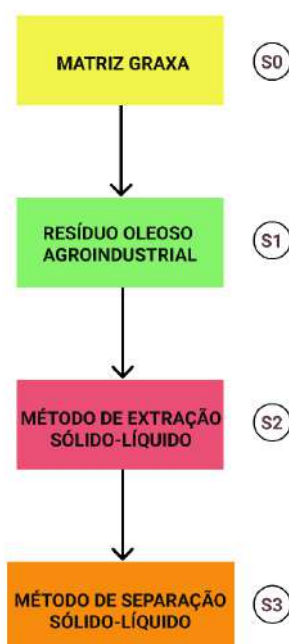 MATRIZ GRAXA
S0
RESÍDUO OLEOSO
AGROINDUSTRIAL
S1
MÉTODO DE EXTRAÇÃO
SÓLIDO-LÍQUIDO
S2
MÉTODO DE SEPARAÇÃO
SÓLIDO-LÍQUIDO
S3